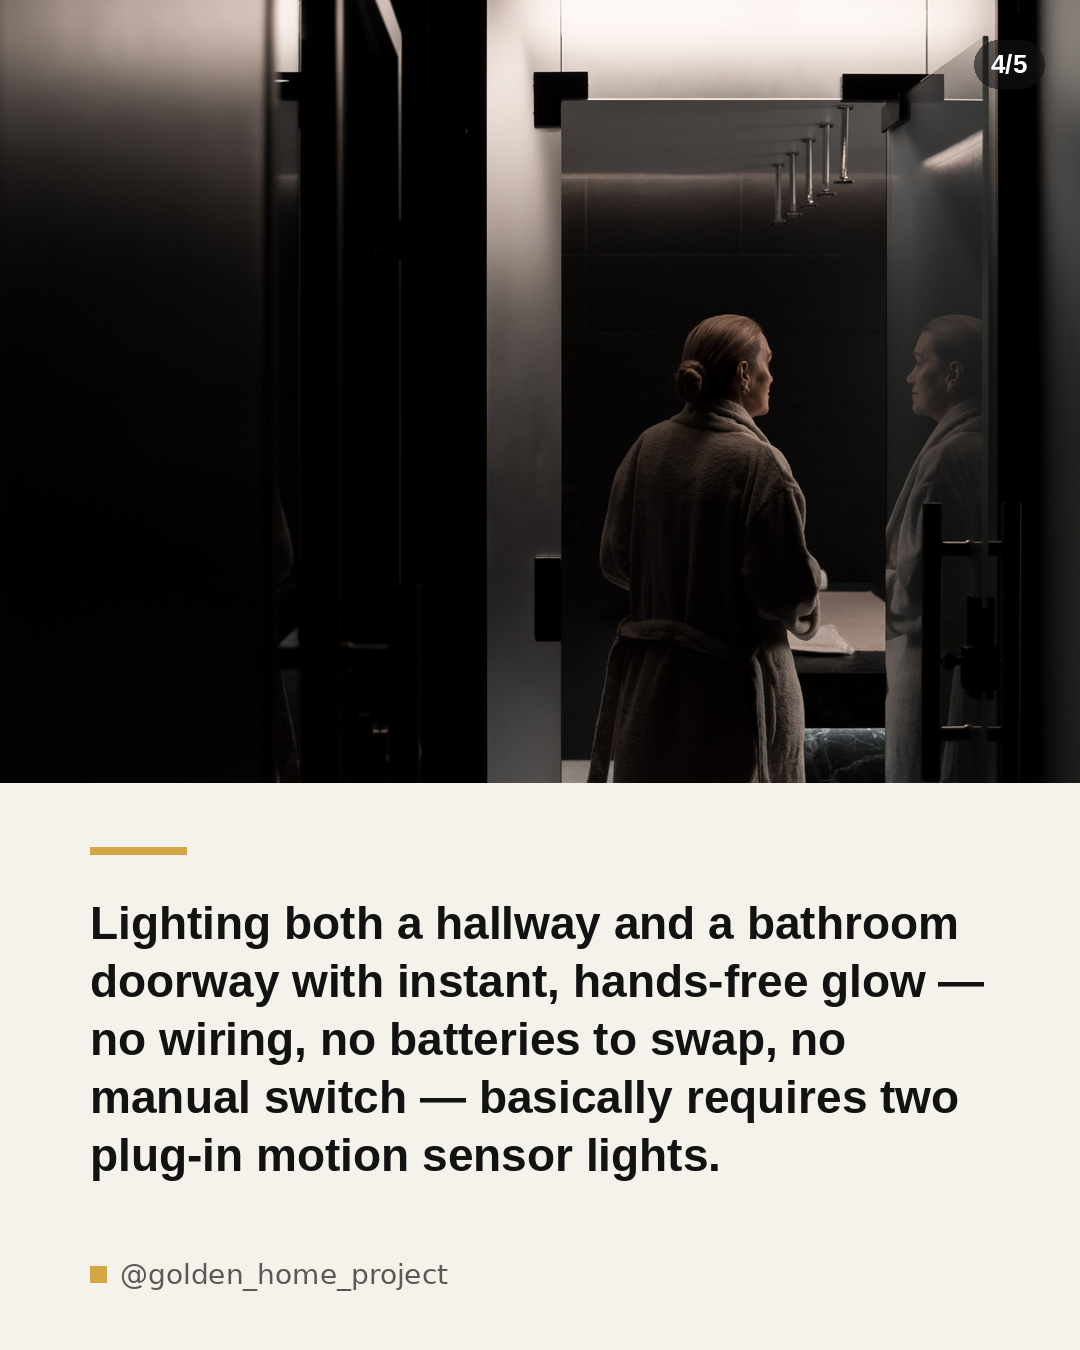 4/5
Lighting both a hallway and a bathroom
doorway with instant, hands-free glow —
no wiring, no batteries to swap, no
manual switch — basically requires two
plug-in motion sensor lights.
@golden_home_project